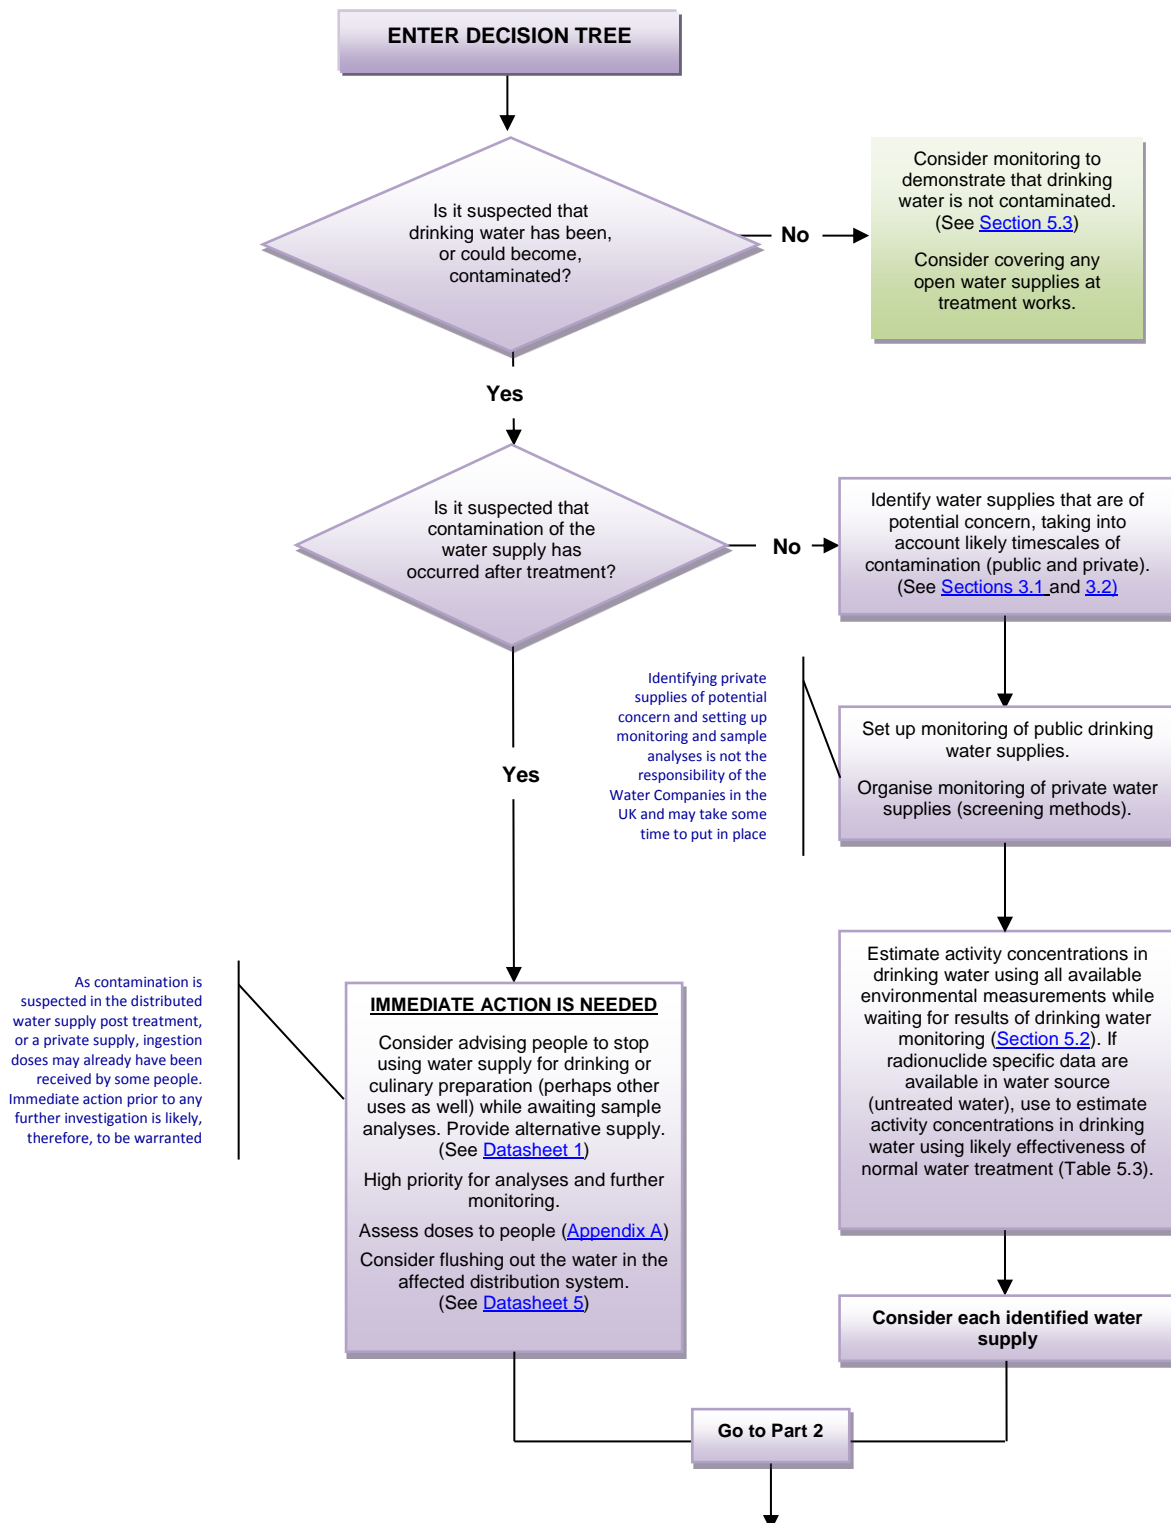 ENTER DECISION TREE
Is it suspected that
drinking water has been,
or could become,
contaminated?
No
Consider monitoring to
demonstrate that drinking
water is not contaminated.
(See Section 5.3)
Consider covering any
open water supplies at
treatment works.
Yes
Is it suspected that
contamination of the
water supply has
occurred after treatment?
No
Identify water supplies that are of
potential concern, taking into
account likely timescales of
contamination (public and private).
(See Sections 3.1 and 3.2)
Identifying private
supplies of potential
concern and setting up
monitoring and sample
analyses is not the
responsibility of the
Water Companies in the
UK and may take some
time to put in place
Set up monitoring of public drinking
water supplies.
Organise monitoring of private water
supplies (screening methods).
Yes
Estimate activity concentrations in
drinking water using all available
environmental measurements while
waiting for results of drinking water
monitoring (Section 5.2). If
radionuclide specific data are
available in water source
(untreated water), use to estimate
activity concentrations in drinking
water using likely effectiveness of
normal water treatment (Table 5.3).
As contamination is
suspected in the distributed
water supply post treatment,
or a private supply, ingestion
doses may already have been
received by some people.
Immediate action prior to any
further investigation is likely,
therefore, to be warranted
IMMEDIATE ACTION IS NEEDED
Consider advising people to stop
using water supply for drinking or
culinary preparation (perhaps other
uses as well) while awaiting sample
analyses. Provide alternative supply.
(See Datasheet 1)
High priority for analyses and further
monitoring.
Assess doses to people (Appendix A)
Consider flushing out the water in the
affected distribution system.
(See Datasheet 5)
Consider each identified water
supply
Go to Part 2